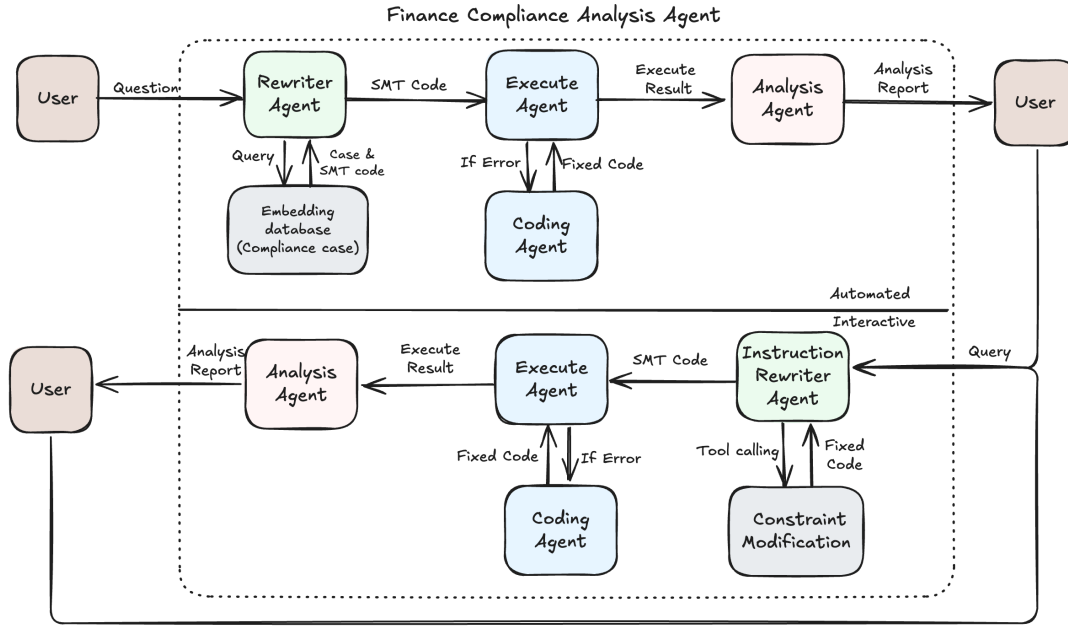 Finance Compliance Analysis Agent
User
Question
Rewriter
Agent
SMT Code
Execute
Agent
Execute
Result
Analysis
Agent
Analysis
Report
User
Query
Case &
SMT code
If Error
Fixed Code
Embedding
database
(Compliance case)
Coding
Agent
Automated
Interactive
User
Analysis
Report
Analysis
Agent
Execute
Result
Execute
Agent
SMT Code
Instruction
Rewriter
Agent
Query
Fixed Code
If Error
Tool calling
Fixed
Code
Coding
Agent
Constraint
Modification